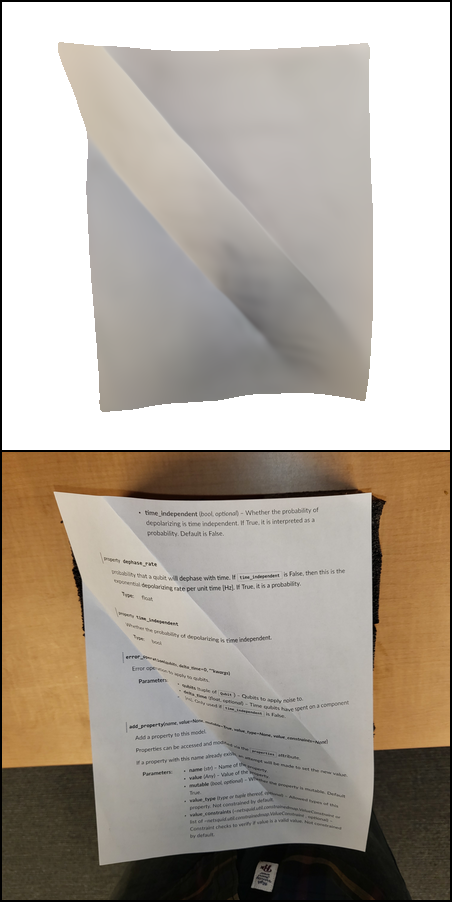 • time_independent (bool, optional) – Whether the probability of
depolarizing is time independent. If True, it is interpreted as a
probability. Default is False.
property dephase_rate
probability that a qubit will dephase with time. If time_independent is False, then this the
exponential depolarizing rate per unit time [Hz]. If True, it is a probability.
Type: float
property time_independent
Whether the probability of depolarizing is time independent.
Type: bool
error_operation(qubits, delta_time=0, **kwargs)
Error operation to apply to qubits.
Parameters:
• qubits (tuple of Qubit) – Qubits to apply noise to.
• delta_time (float, optional) – Time qubits have spent on a component
Only used if time_independent is False.
add_property(name, value=None, mutable=True, value_type=None, value_constraints=None)
Add a property to this model.
Properties can be accessed and modified via the properties attribute.
If a property with this name already exists an attempt will be made to set the new value.
Parameters:
• name (str) – Name of the property.
• value (Any) – Value of the property.
• mutable (bool, optional) – Whether the property is mutable. Default
True.
• value_type (type or tuple thereof, optional) – Allowed types of this
property. Not constrained by default.
• value_constraints (~netsquid.util.constrainedmap.ValueConstraint, optional) –
list of ~netsquid.util.constrainedmap.ValueConstraint, optional) –
Constraint checks to verify if value is a valid value. Not constrained
by default.